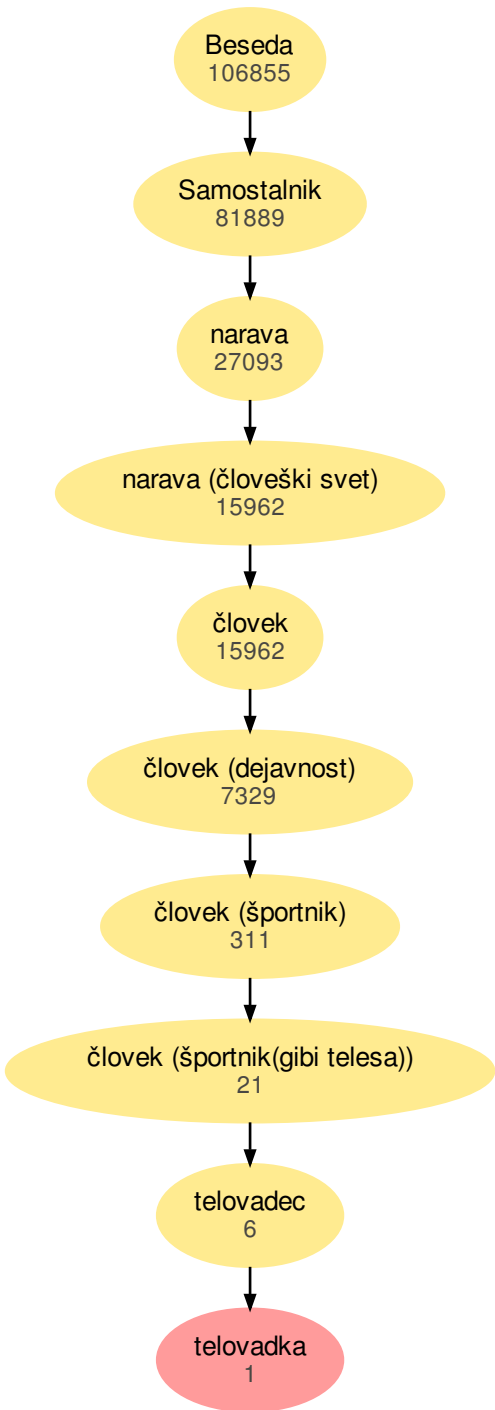 Beseda
106855
Samostalnik
81889
narava
27093
narava (človeški svet)
15962
človek
15962
človek (dejavnost)
7329
človek (športnik)
311
človek (športnik(gibi telesa))
21
telovadec
6
telovadka
1